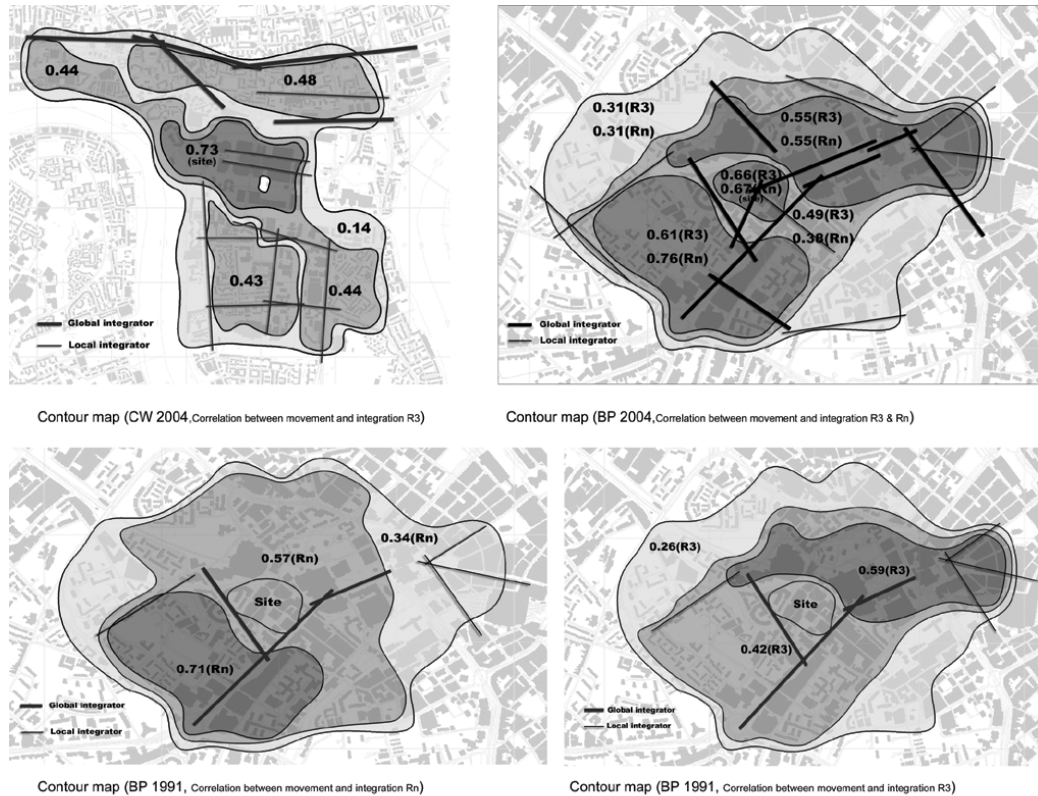 0.44
0.48
0.73
(site)
0.14
0.43
0.44
Global integrator
Local integrator
Contour map (CW 2004, Correlation between movement and integration R3)
0.31(R3)
0.31(Rn)
0.55(R3)
0.55(Rn)
0.66(R3)
0.67(Rn)
(site)
0.49(R3)
0.38(Rn)
0.61(R3)
0.76(Rn)
Global integrator
Local integrator
Contour map (BP 2004, Correlation between movement and integration R3 & Rn)
0.34(Rn)
0.57(Rn)
Site
0.71(Rn)
Global integrator
Local integrator
Contour map (BP 1991, Correlation between movement and integration Rn)
0.26(R3)
0.59(R3)
Site
0.42(R3)
Global integrator
Local integrator
Contour map (BP 1991, Correlation between movement and integration R3)